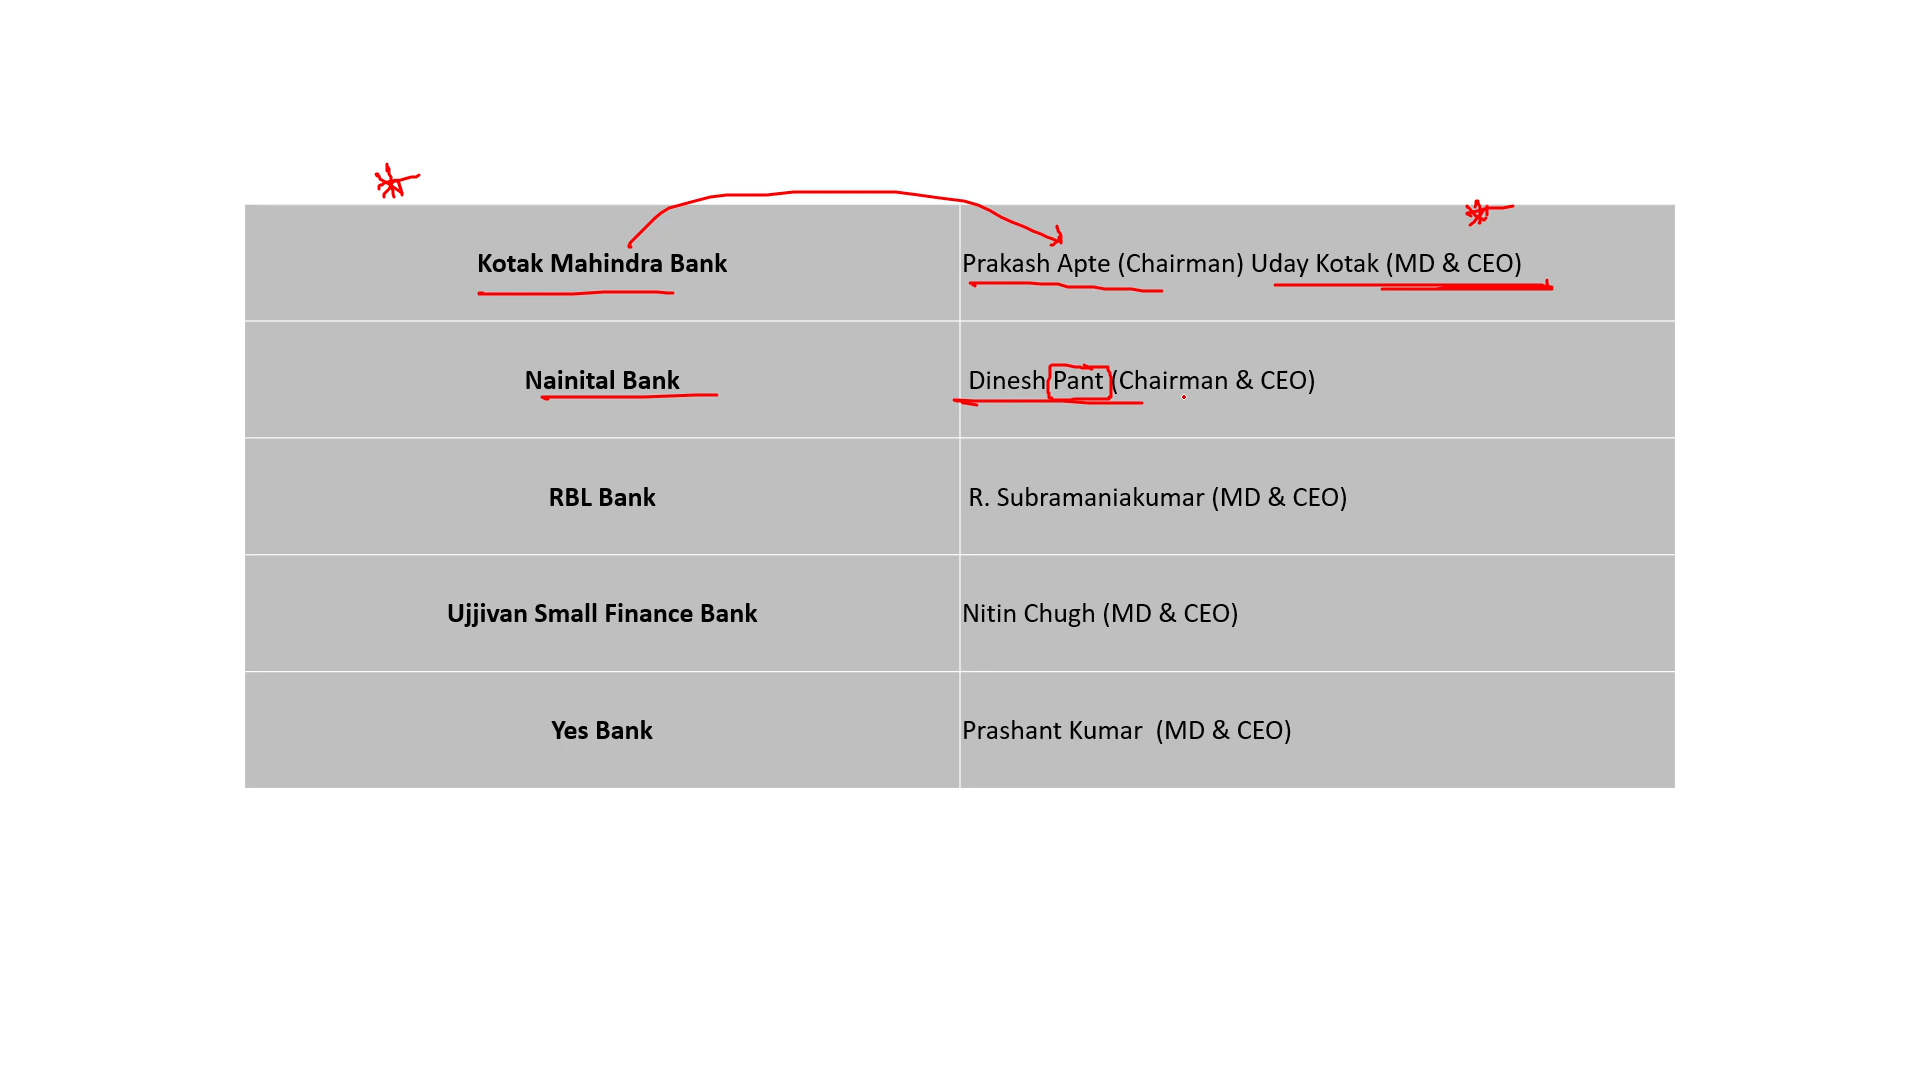 Kotak Mahindra Bank
Prakash Apte (Chairman) Uday Kotak (MD & CEO)
Nainital Bank
Dinesh Pant (Chairman & CEO)
RBL Bank
R. Subramaniakumar (MD & CEO)
Ujjivan Small Finance Bank
Nitin Chugh (MD & CEO)
Yes Bank
Prashant Kumar  (MD & CEO)